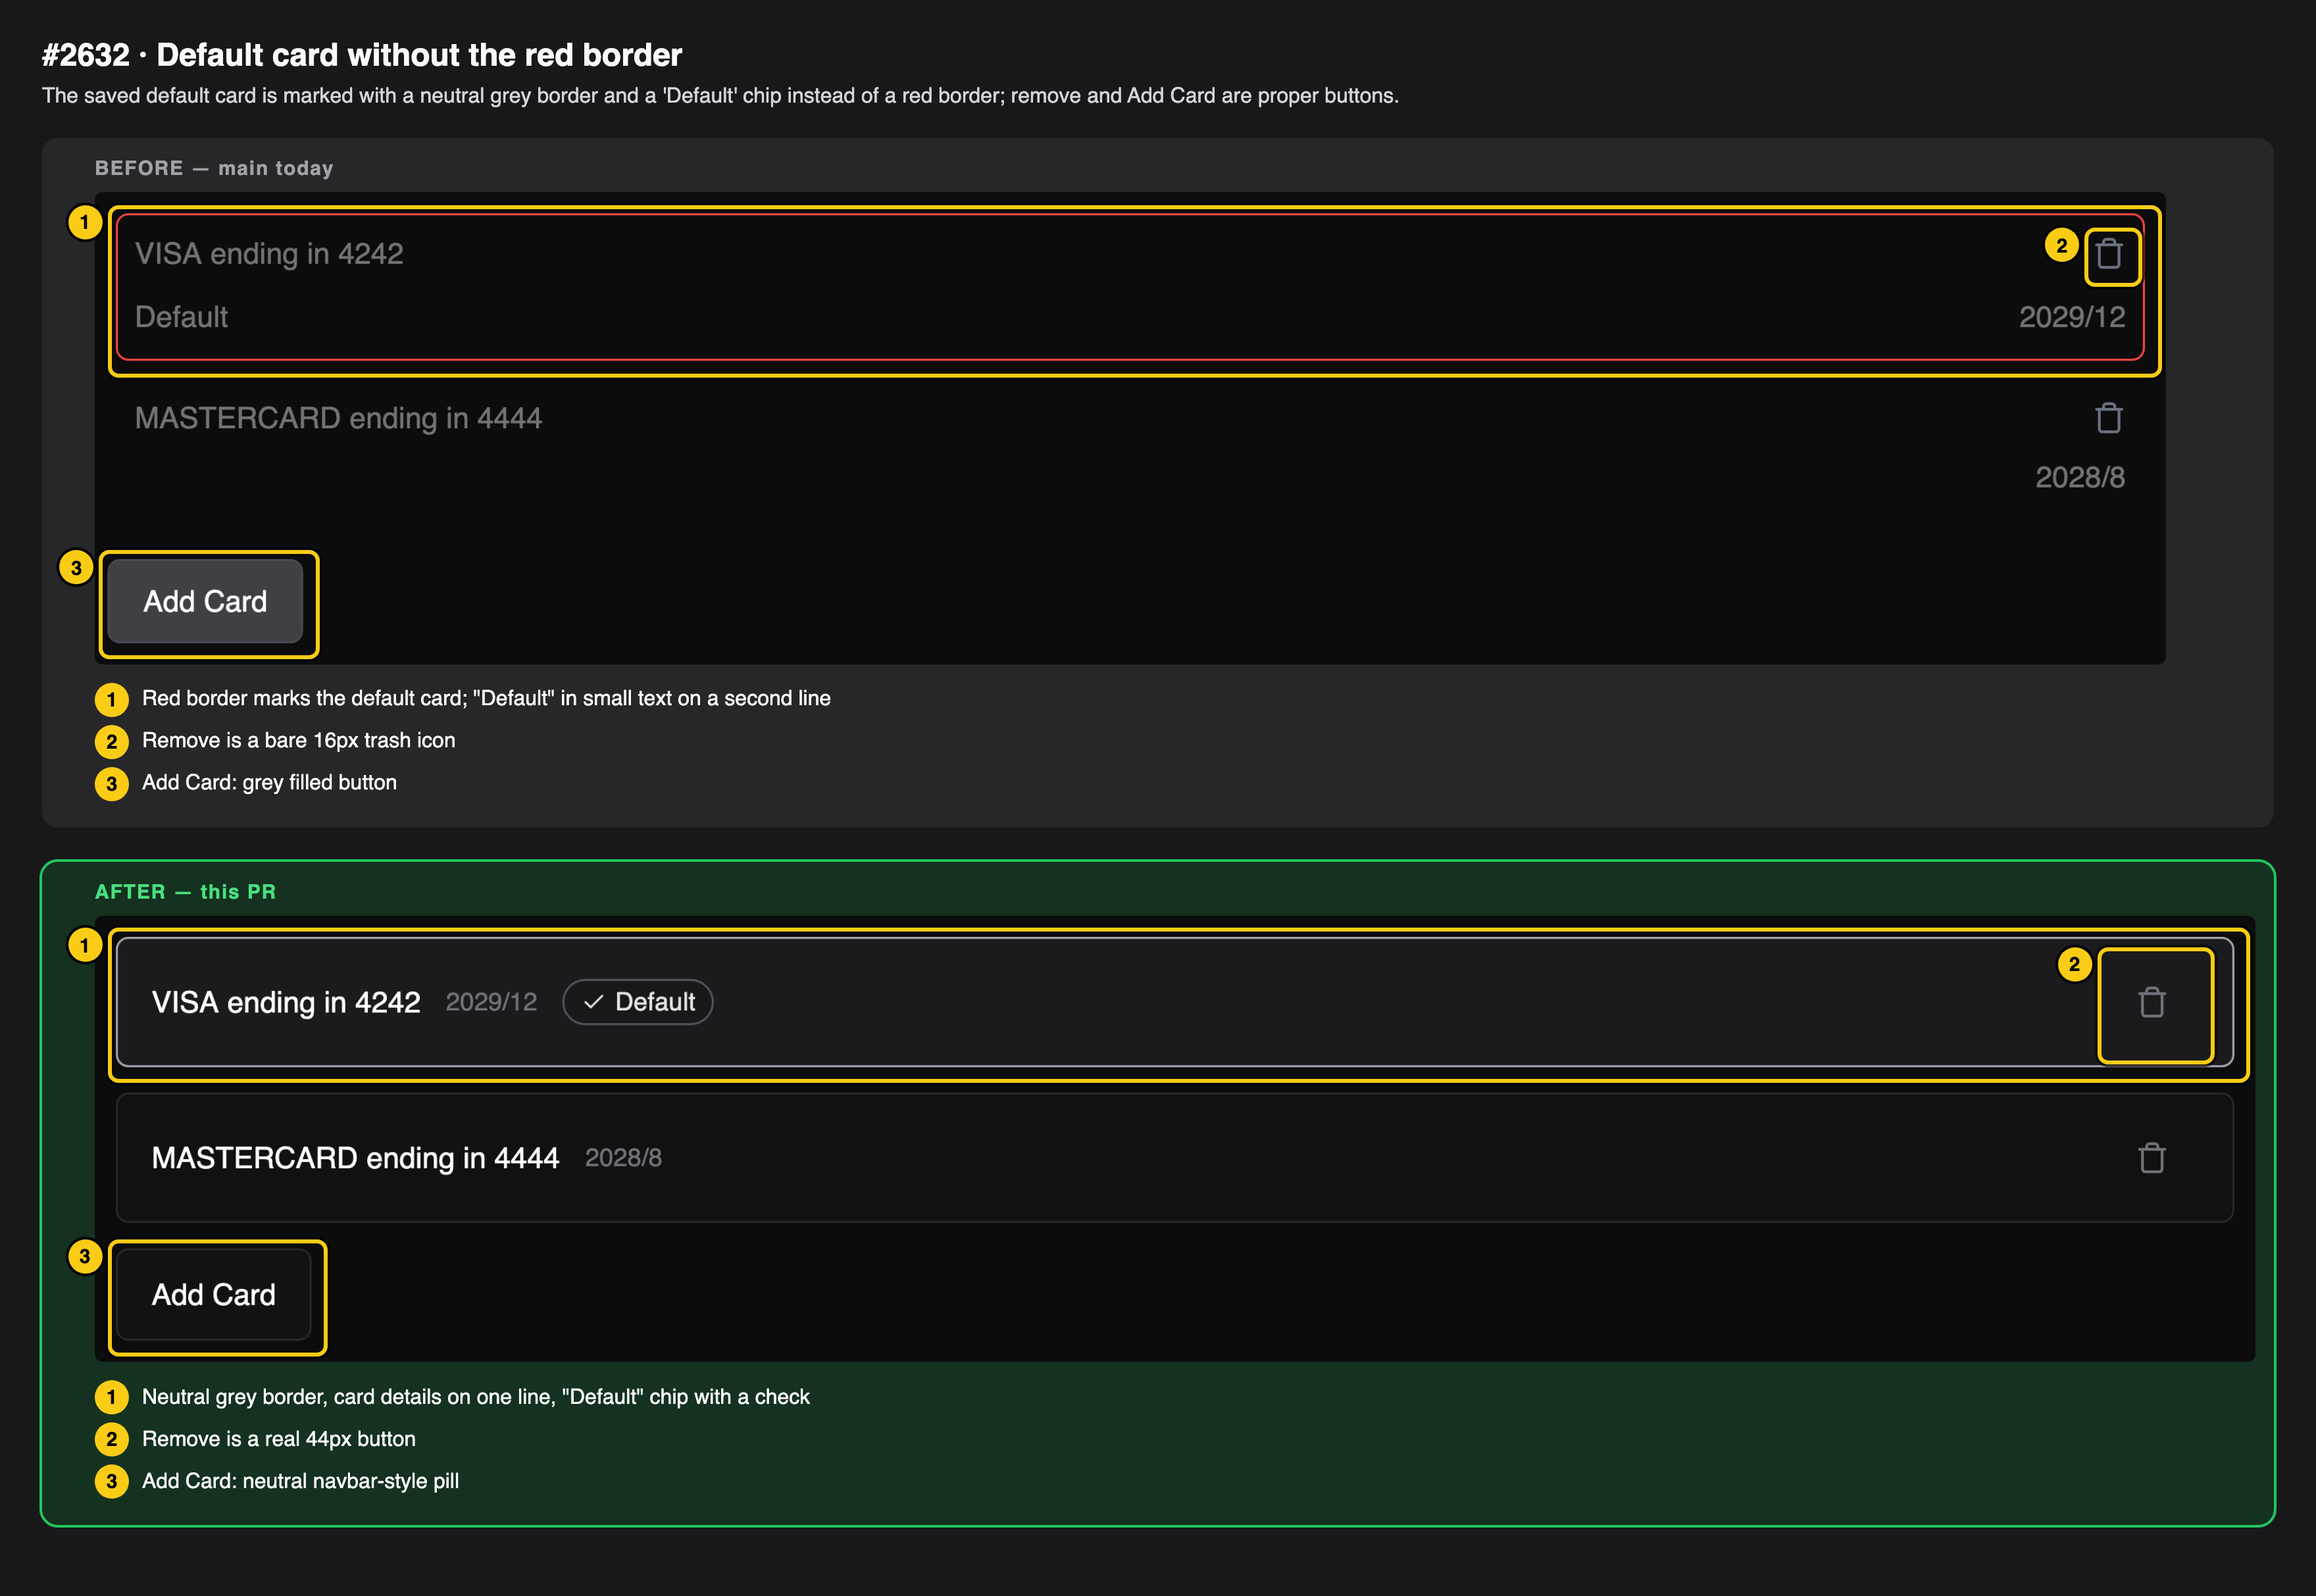 #2632 · Default card without the red border
The saved default card is marked with a neutral grey border and a 'Default' chip instead of a red border; remove and Add Card are proper buttons.
BEFORE — main today
1
VISA ending in 4242
2
Default
2029/12
MASTERCARD ending in 4444
2028/8
3
Add Card
1 Red border marks the default card; "Default" in small text on a second line
2 Remove is a bare 16px trash icon
3 Add Card: grey filled button
AFTER — this PR
1
VISA ending in 4242 2029/12 Default
2
MASTERCARD ending in 4444 2028/8
3
Add Card
1 Neutral grey border, card details on one line, "Default" chip with a check
2 Remove is a real 44px button
3 Add Card: neutral navbar-style pill